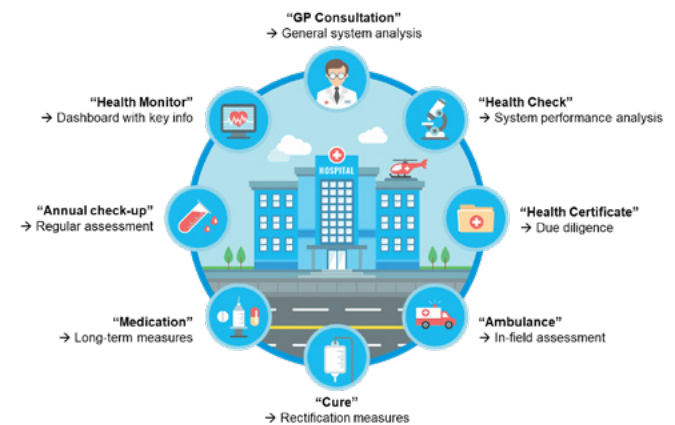 “GP Consultation”
→ General system analysis
“Health Monitor”
→ Dashboard with key info
“Health Check”
→ System performance analysis
HOSPITAL
“Annual check-up”
→ Regular assessment
“Health Certificate”
→ Due diligence
“Medication”
→ Long-term measures
“Ambulance”
→ In-field assessment
“Cure”
→ Rectification measures